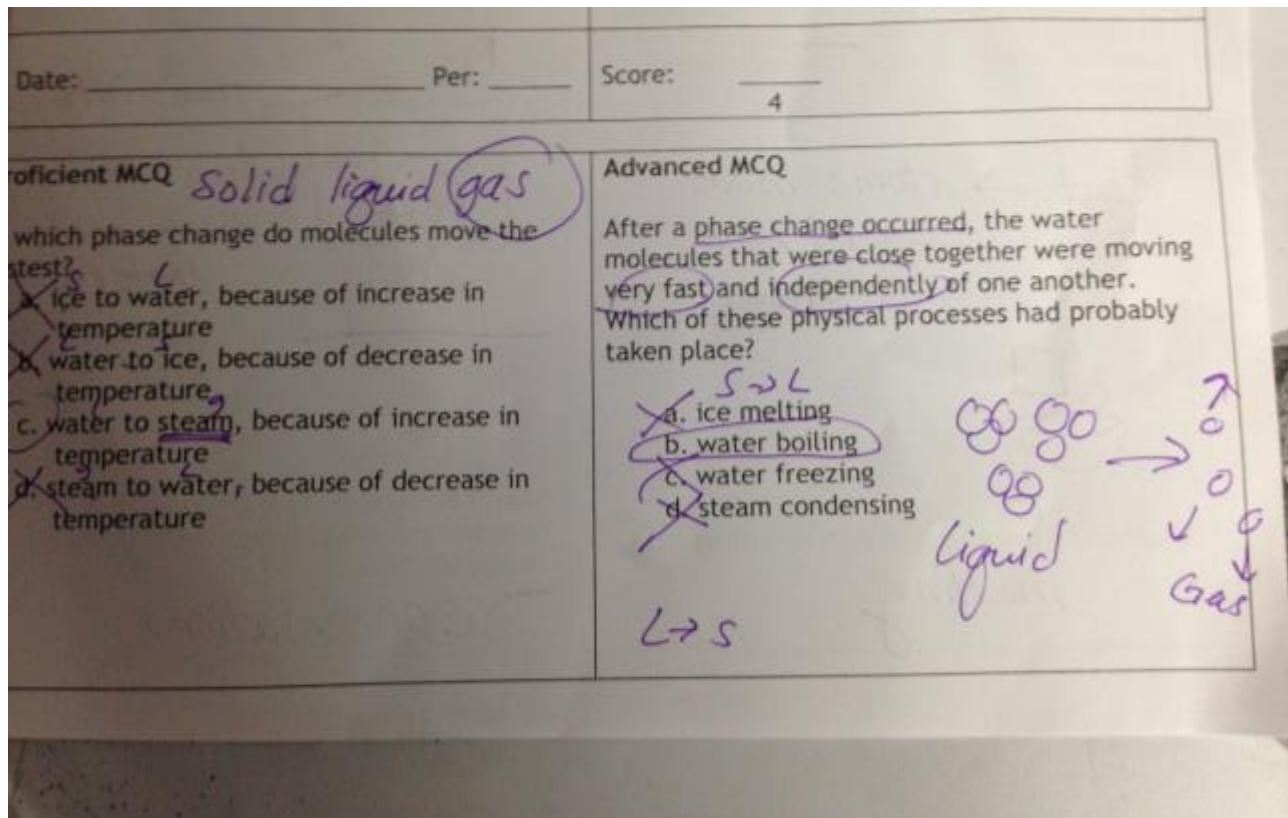 Date: Per:
Score:
4
oficient MCQ Solid liquid gas
which phase change do molecules move the
stest?
S L
a. ice to water, because of increase in
temperature
L S
b. water to ice, because of decrease in
temperature
L g
c. water to steam, because of increase in
temperature
g L
d. steam to water, because of decrease in
temperature
Advanced MCQ
After a phase change occurred, the water
molecules that were close together were moving
very fast and independently of one another.
Which of these physical processes had probably
taken place?
S → L
a. ice melting
b. water boiling
c. water freezing
d. steam condensing
Liquid
Gas
L → S